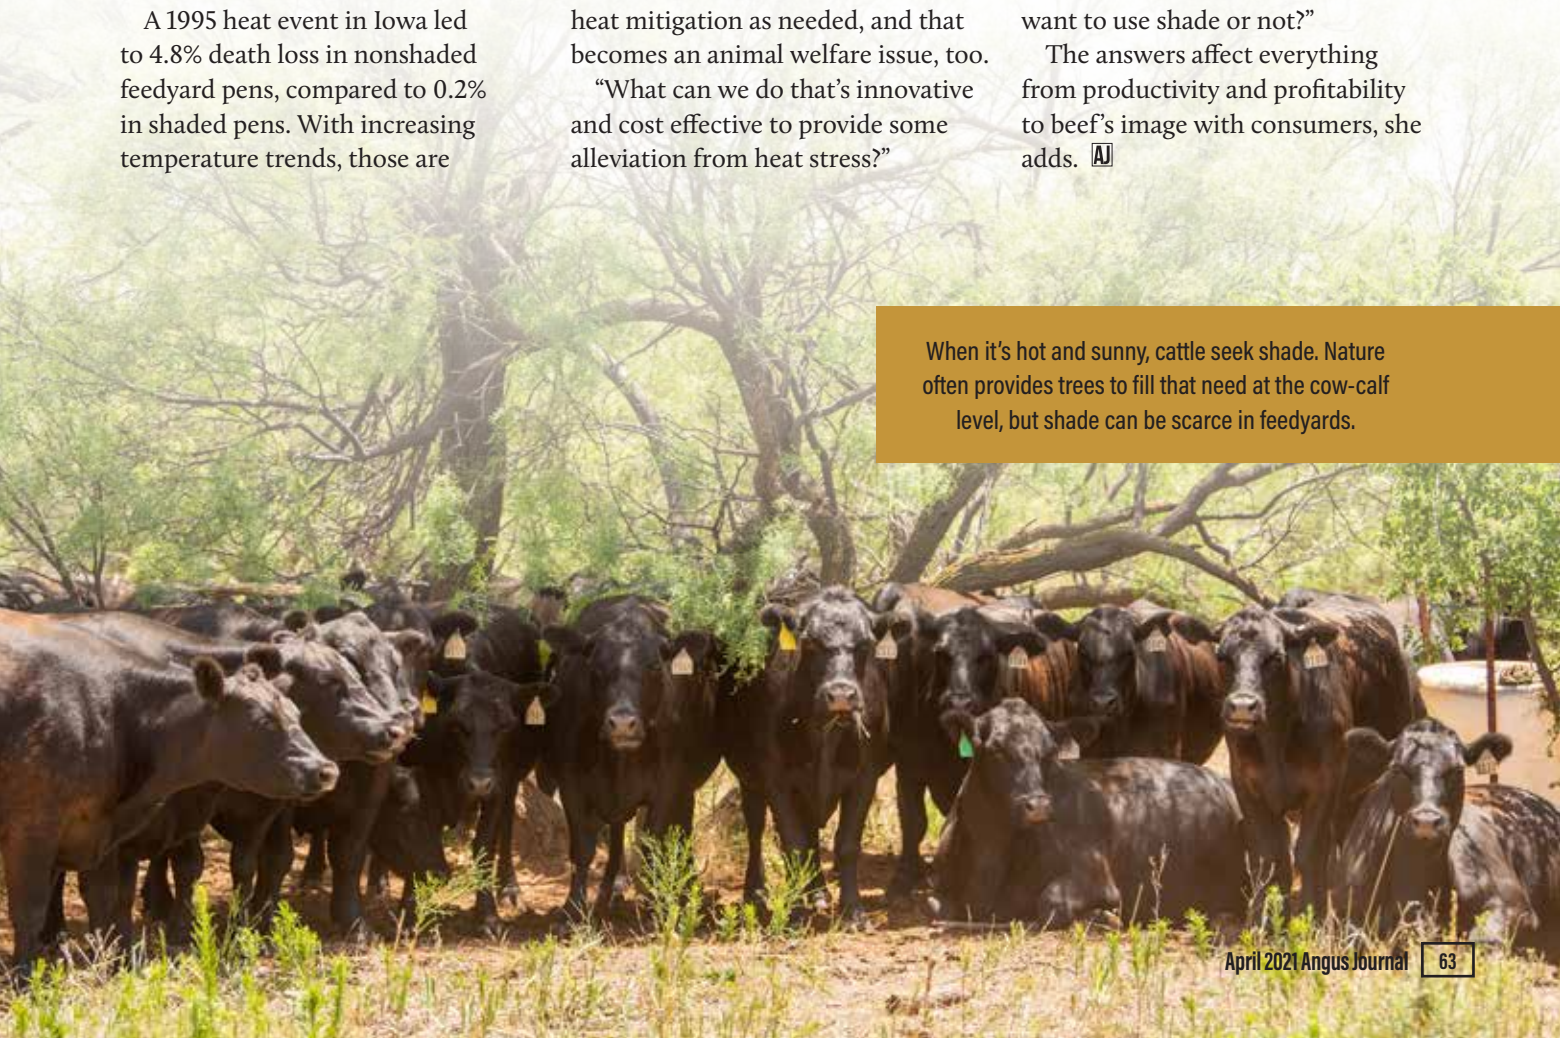 A 1995 heat event in Iowa led
to 4.8% death loss in nonshaded
feedyard pens, compared to 0.2%
in shaded pens. With increasing
temperature trends, those are
heat mitigation as needed, and that
becomes an animal welfare issue, too.
“What can we do that’s innovative
and cost effective to provide some
alleviation from heat stress?”
want to use shade or not?”
The answers affect everything
from productivity and profitability
to beef’s image with consumers, she
adds. AJ
When it’s hot and sunny, cattle seek shade. Nature
often provides trees to fill that need at the cow-calf
level, but shade can be scarce in feedyards.
April 2021 Angus Journal 63